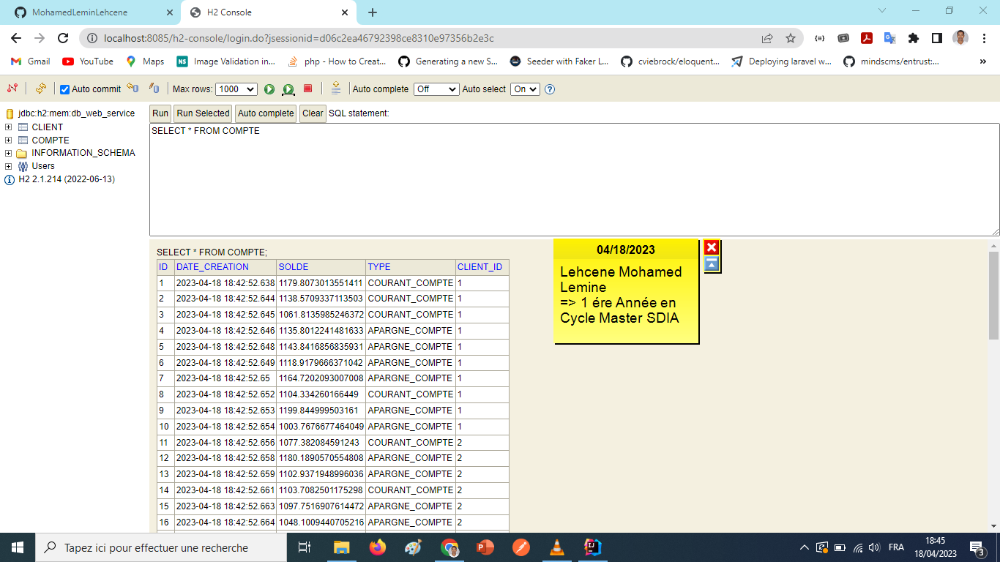 MohamedLeminLehcene
H2 Console
localhost:8085/h2-console/login.do?jsessionid=d06c2ea46792398ce8310e97356b2e3c
Gmail YouTube Maps Image Validation in... php - How to Creat... Generating a new S... Seeder with Faker L... cviebrock/eloquent... Deploying laravel w... mindscms/entrust:... »
Auto commit Max rows: 1000 Auto complete Off Auto select On
jdbc:h2:mem:db_web_service
CLIENT
COMPTE
INFORMATION_SCHEMA
Users
H2 2.1.214 (2022-06-13)
Run Run Selected Auto complete Clear SQL statement:
SELECT * FROM COMPTE
SELECT * FROM COMPTE;
ID DATE_CREATION SOLDE TYPE CLIENT_ID
1 2023-04-18 18:42:52.638 1179.8073013551411 COURANT_COMPTE 1
2 2023-04-18 18:42:52.644 1138.5709337113503 COURANT_COMPTE 1
3 2023-04-18 18:42:52.645 1061.8135985246372 COURANT_COMPTE 1
4 2023-04-18 18:42:52.646 1135.8012241481633 APARGNE_COMPTE 1
5 2023-04-18 18:42:52.648 1143.8416856835931 APARGNE_COMPTE 1
6 2023-04-18 18:42:52.649 1118.9179666371042 APARGNE_COMPTE 1
7 2023-04-18 18:42:52.65 1164.7202093007008 APARGNE_COMPTE 1
8 2023-04-18 18:42:52.652 1104.334260166449 COURANT_COMPTE 1
9 2023-04-18 18:42:52.653 1199.844999503161 APARGNE_COMPTE 1
10 2023-04-18 18:42:52.654 1003.7676677464049 APARGNE_COMPTE 1
11 2023-04-18 18:42:52.656 1077.382084591243 COURANT_COMPTE 2
12 2023-04-18 18:42:52.658 1180.1890570554808 APARGNE_COMPTE 2
13 2023-04-18 18:42:52.659 1102.9371948996036 APARGNE_COMPTE 2
14 2023-04-18 18:42:52.661 1103.7082501175298 COURANT_COMPTE 2
15 2023-04-18 18:42:52.663 1097.7516907614472 APARGNE_COMPTE 2
16 2023-04-18 18:42:52.664 1048.1009440705216 APARGNE_COMPTE 2
04/18/2023
Lehcene Mohamed
Lemine
=> 1 ére Année en
Cycle Master SDIA
Tapez ici pour effectuer une recherche
FRA
18:45
18/04/2023
3